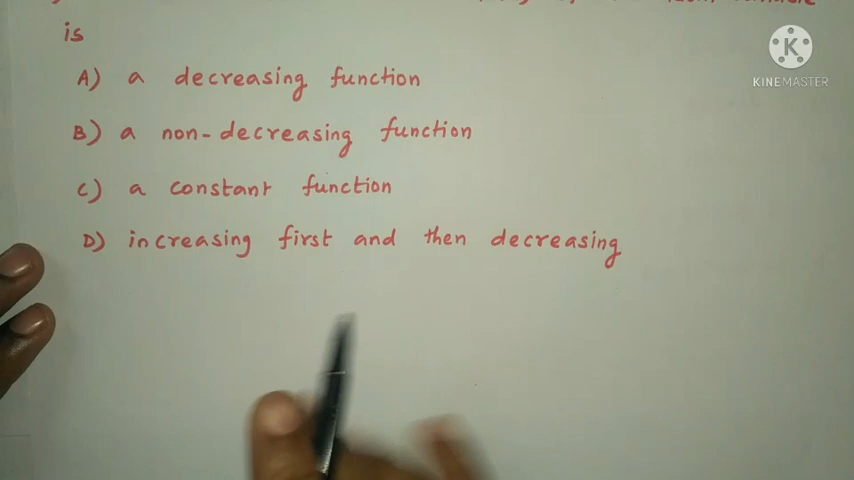 is
A) a decreasing function
B) a non-decreasing function
C) a constant function
D) increasing first and then decreasing
K
KINEMASTER